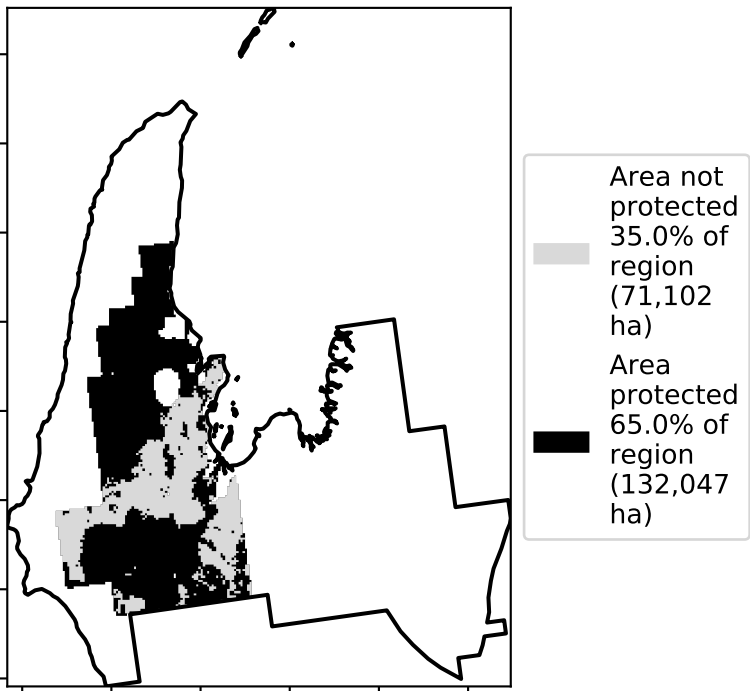 Area not
protected
35.0% of
region
(71,102
ha)
Area
protected
65.0% of
region
(132,047
ha)